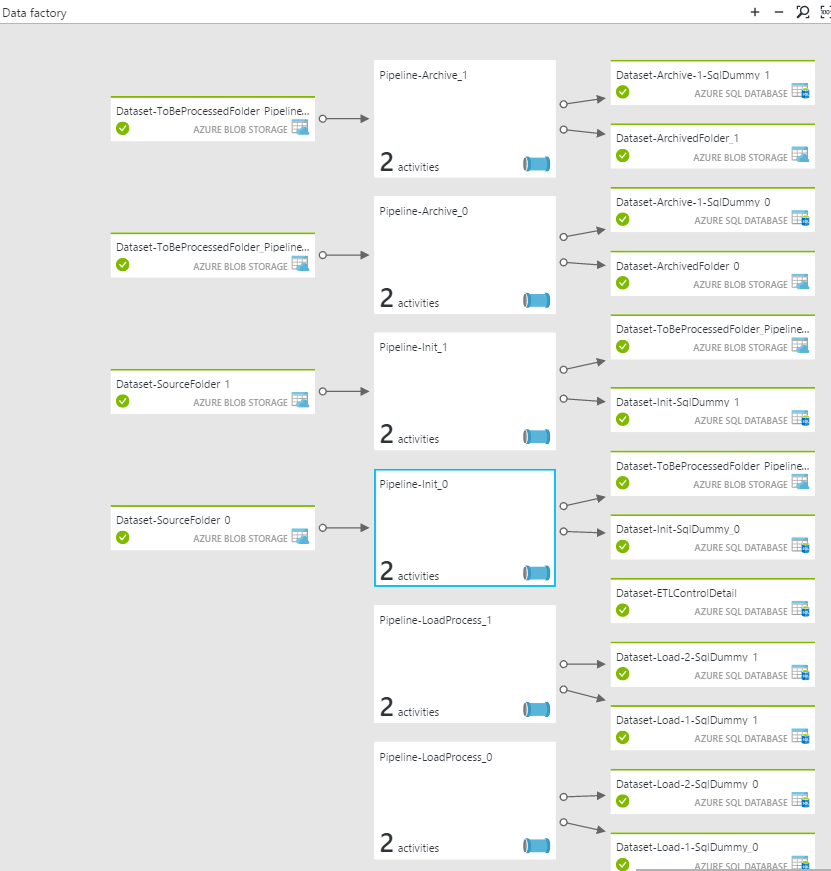 Data factory
Pipeline-Archive_1
2 activities
Dataset-ToBeProcessedFolder_Pipeline...
AZURE BLOB STORAGE
Dataset-Archive-1-SqlDummy_1
AZURE SQL DATABASE
Dataset-ArchivedFolder_1
AZURE BLOB STORAGE
Pipeline-Archive_0
2 activities
Dataset-ToBeProcessedFolder_Pipeline...
AZURE BLOB STORAGE
Dataset-Archive-1-SqlDummy_0
AZURE SQL DATABASE
Dataset-ArchivedFolder_0
AZURE BLOB STORAGE
Pipeline-Init_1
2 activities
Dataset-SourceFolder_1
AZURE BLOB STORAGE
Dataset-ToBeProcessedFolder_Pipeline...
AZURE BLOB STORAGE
Dataset-Init-SqlDummy_1
AZURE SQL DATABASE
Pipeline-Init_0
2 activities
Dataset-SourceFolder_0
AZURE BLOB STORAGE
Dataset-ToBeProcessedFolder_Pipeline...
AZURE BLOB STORAGE
Dataset-Init-SqlDummy_0
AZURE SQL DATABASE
Dataset-ETLControlDetail
AZURE SQL DATABASE
Pipeline-LoadProcess_1
2 activities
Dataset-Load-2-SqlDummy_1
AZURE SQL DATABASE
Dataset-Load-1-SqlDummy_1
AZURE SQL DATABASE
Pipeline-LoadProcess_0
2 activities
Dataset-Load-2-SqlDummy_0
AZURE SQL DATABASE
Dataset-Load-1-SqlDummy_0
AZURE SQL DATABASE